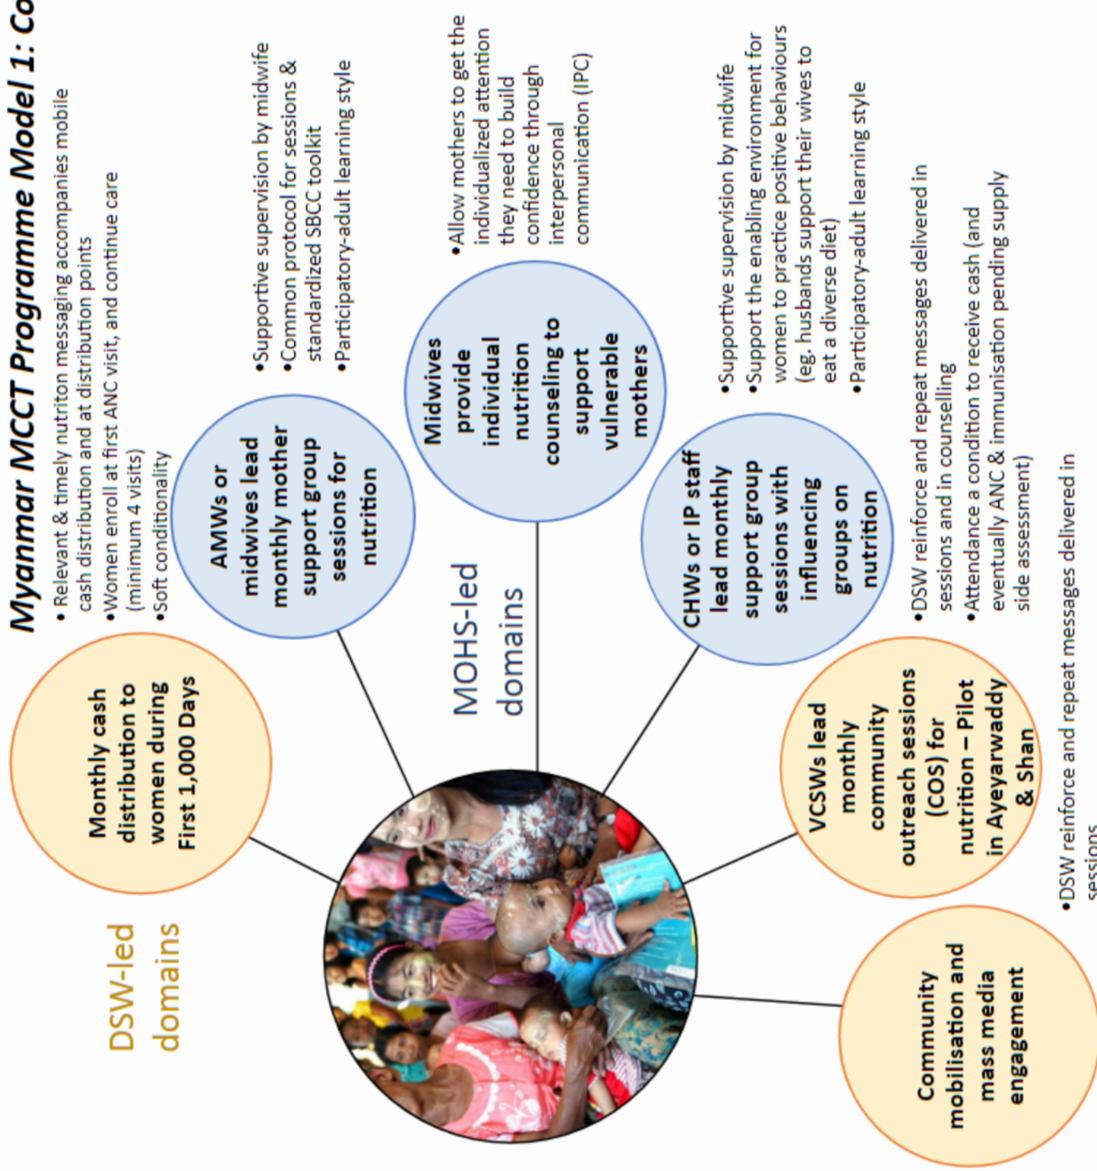 Myanmar MCCT Programme Model 1: Co
• Relevant & timely nutriton messaging accompanies mobile
cash distribution and at distribution points
•Women enroll at first ANC visit, and continue care
(minimum 4 visits)
•Soft conditionality
Monthly cash
distribution to
women during
First 1,000 Days
DSW-led
domains
•Supportive supervision by midwife
•Common protocol for sessions &
standardized SBCC toolkit
•Participatory-adult learning style
AMWs or
midwives lead
monthly mother
support group
sessions for
nutrition
•Allow mothers to get the
individualized attention
they need to build
confidence through
interpersonal
communication (IPC)
Midwives
provide
individual
nutrition
counseling to
support
vulnerable
mothers
MOHS-led
domains
•Supportive supervision by midwife
•Support the enabling environment for
women to practice positive behaviours
(eg. husbands support their wives to
eat a diverse diet)
•Participatory-adult learning style
CHWs or IP staff
lead monthly
support group
sessions with
influencing
groups on
nutrition
•DSW reinforce and repeat messages delivered in
sessions and in counselling
•Attendance a condition to receive cash (and
eventually ANC & immunisation pending supply
side assessment)
VCSWs lead
monthly
community
outreach sessions
(COS) for
nutrition – Pilot
in Ayeyarwaddy
& Shan
•DSW reinforce and repeat messages delivered in
sessions
Community
mobilisation and
mass media
engagement